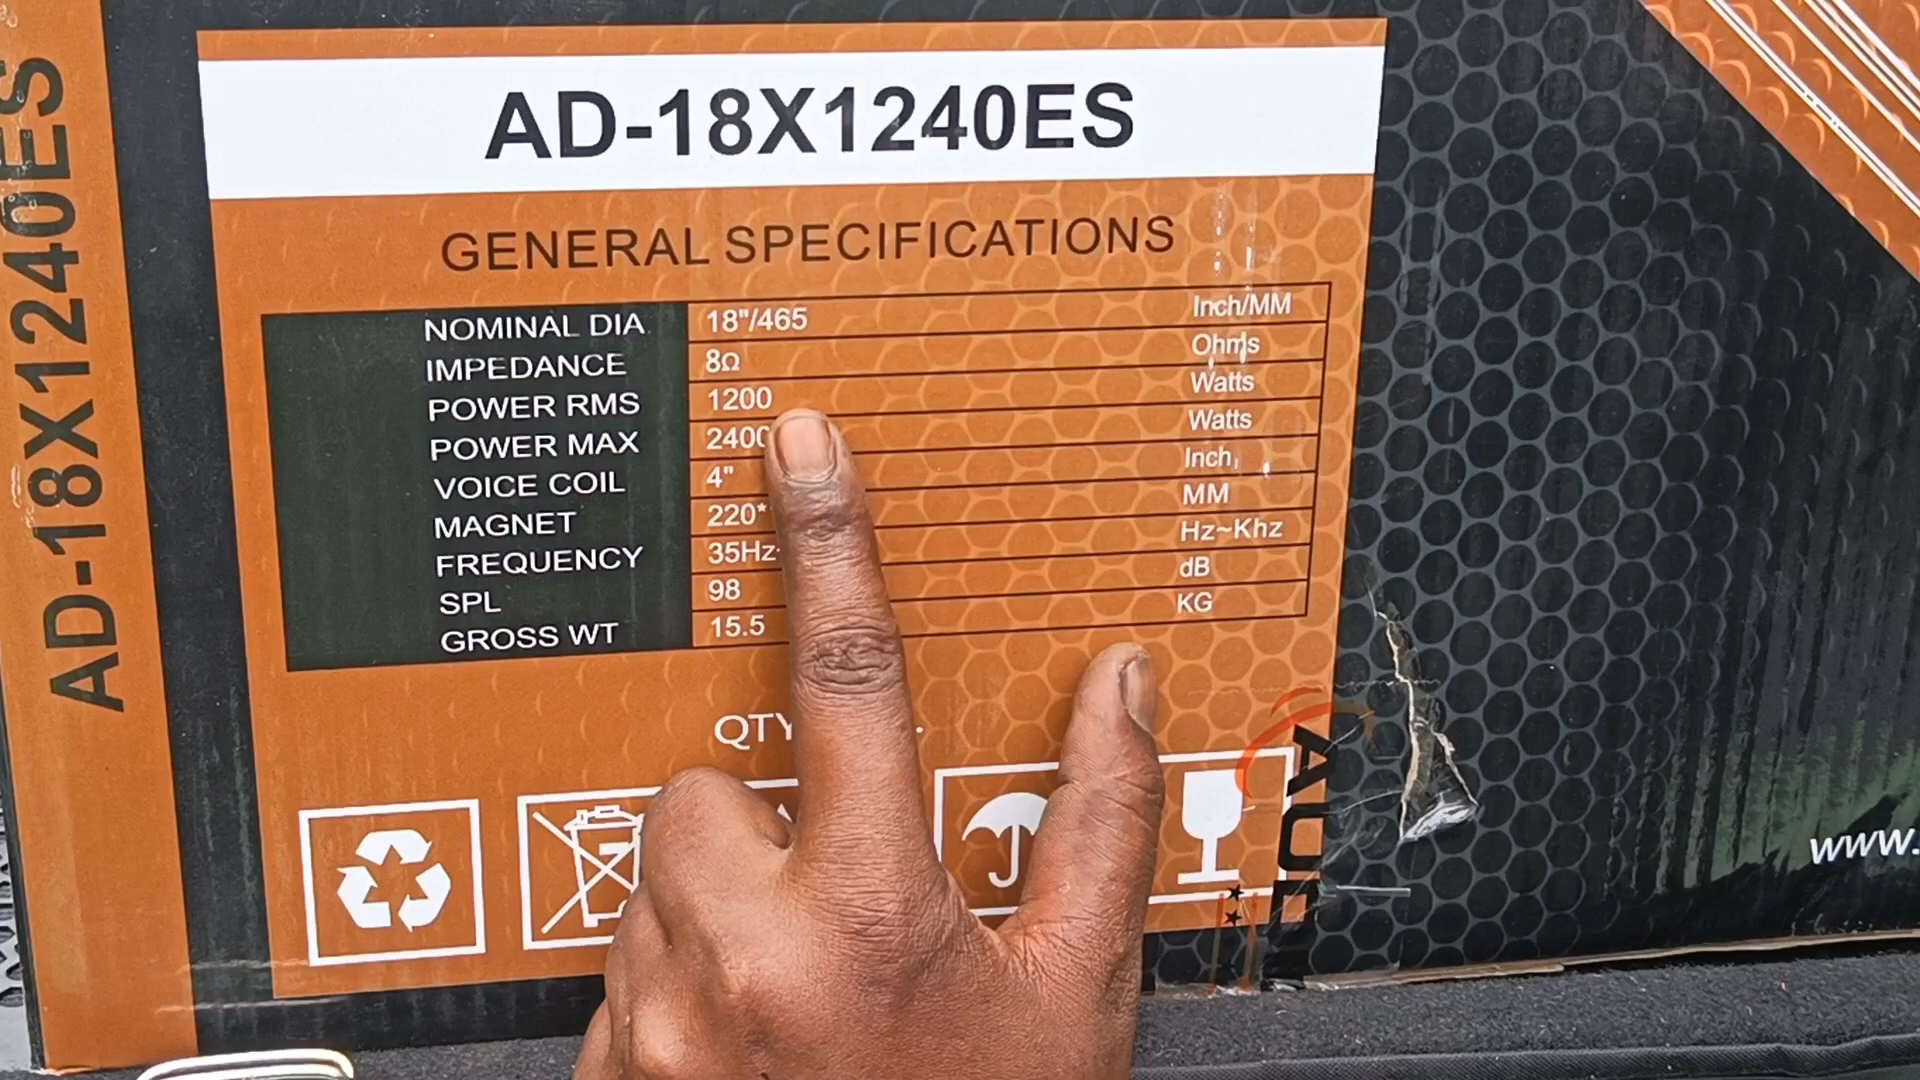 AD-18X1240ES
AD-18X1240ES
GENERAL SPECIFICATIONS
NOMINAL DIA 18"/465 Inch/MM
IMPEDANCE 8Ω Ohms
POWER RMS 1200 Watts
POWER MAX 2400 Watts
VOICE COIL 4" Inch
MAGNET 220* MM
FREQUENCY 35Hz Hz~Khz
SPL 98 dB
GROSS WT 15.5 KG
QTY
www.